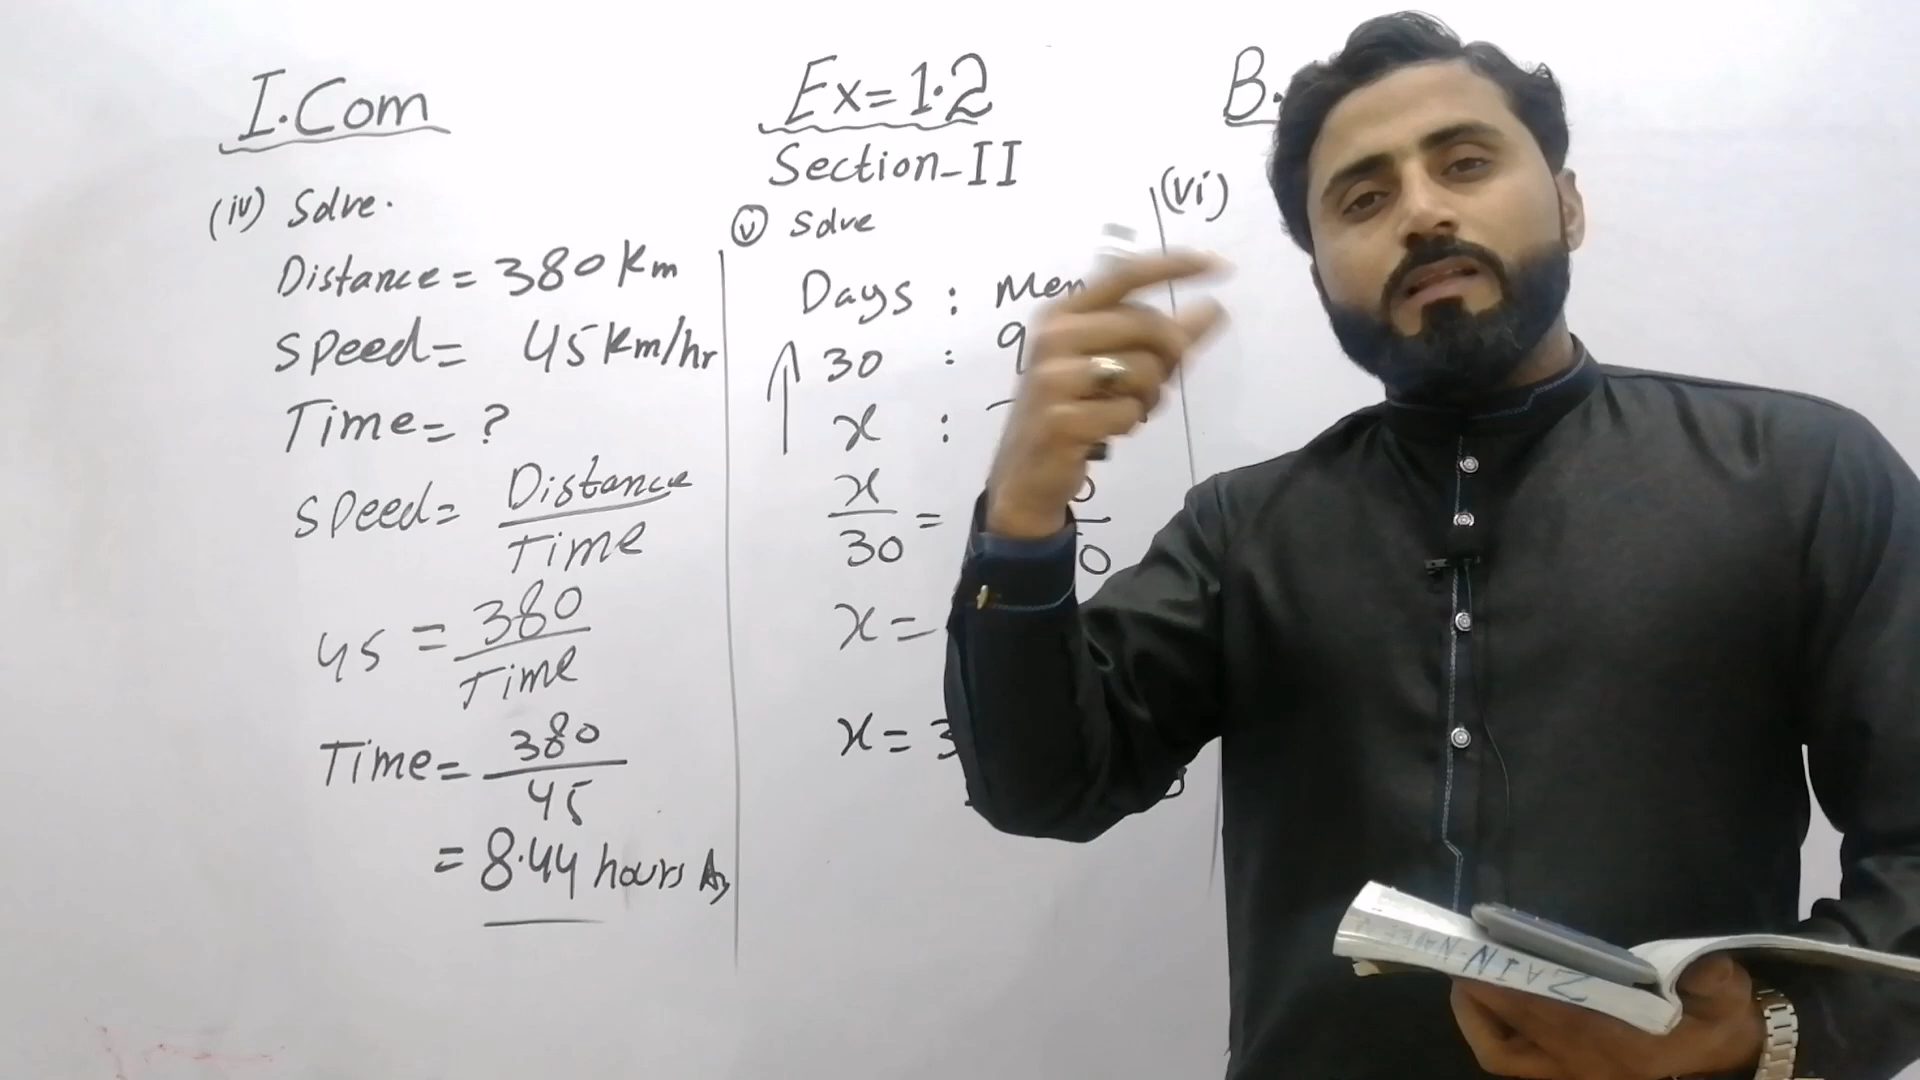 I.Com
Ex=1.2
B.
Section-II
(iv) Solve.
Distance = 380 Km
Speed = 45 Km/hr
Time = ?
Speed = Distance / Time
45 = 380 / Time
Time = 380 / 45
= 8.44 hours Ans
(v) Solve
Days : Men
30 : 9
x :
x / 30 =
x =
x = 3
(vi)
ZAIN